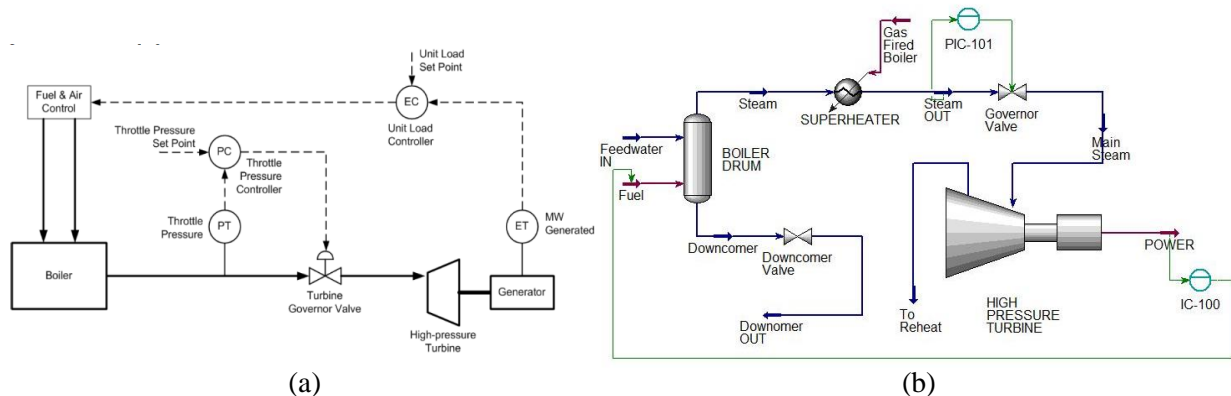 Unit Load
Set Point
Fuel & Air
Control
EC
Unit Load
Controller
Throttle Pressure
Set Point
PC
Throttle
Pressure
Controller
Throttle
Pressure
PT
ET
MW
Generated
Boiler
Turbine
Governor Valve
Generator
High-pressure
Turbine
(a)
Gas
Fired
Boiler
PIC-101
Steam
SUPERHEATER
Steam
OUT
Governor
Valve
Feedwater
IN
BOILER
DRUM
Main
Steam
Fuel
Downcomer
Downcomer
Valve
POWER
Downomer
OUT
To
Reheat
HIGH
PRESSURE
TURBINE
IC-100
(b)